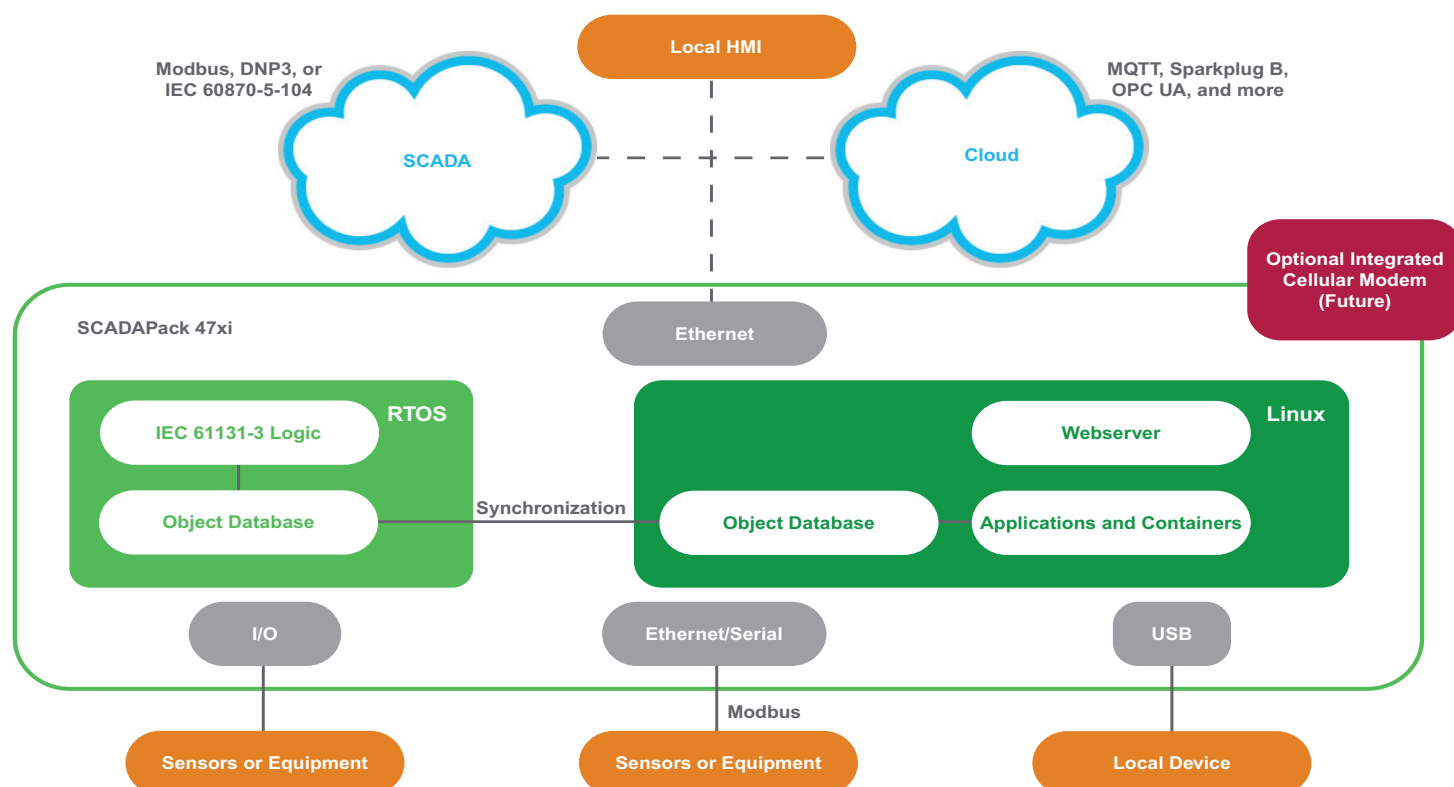 Local HMI
Modbus, DNP3, or
IEC 60870-5-104
MQTT, Sparkplug B,
OPC UA, and more
SCADA
Cloud
Optional Integrated
Cellular Modem
(Future)
SCADAPack 47xi
Ethernet
RTOS
IEC 61131-3 Logic
Object Database
Synchronization
Linux
Webserver
Object Database
Applications and Containers
I/O
Ethernet/Serial
USB
Modbus
Sensors or Equipment
Sensors or Equipment
Local Device